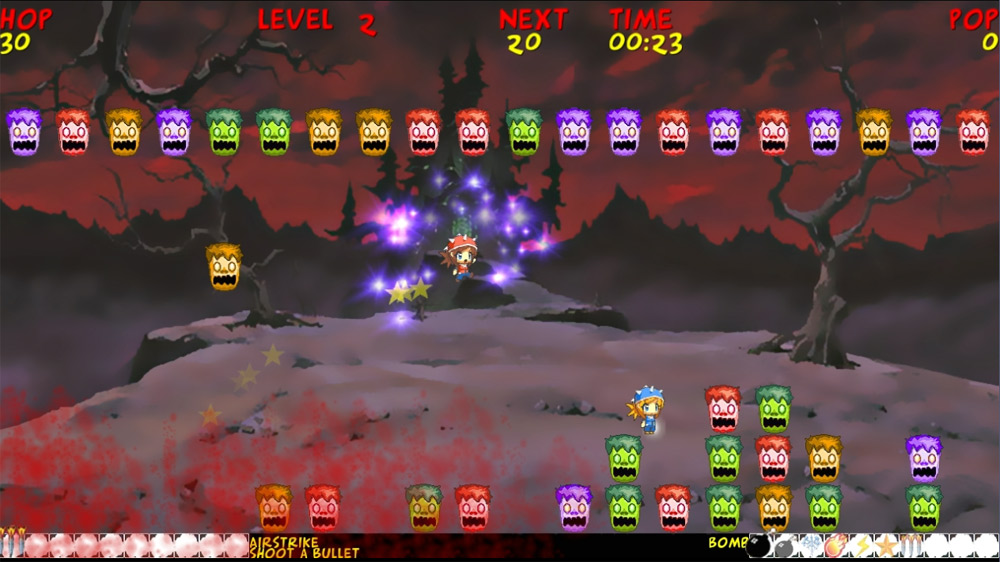 HOP
30
LEVEL 2
NEXT
20
TIME
00:23
POP
0
AIRSTRIKE
SHOOT A BULLET
BOMB